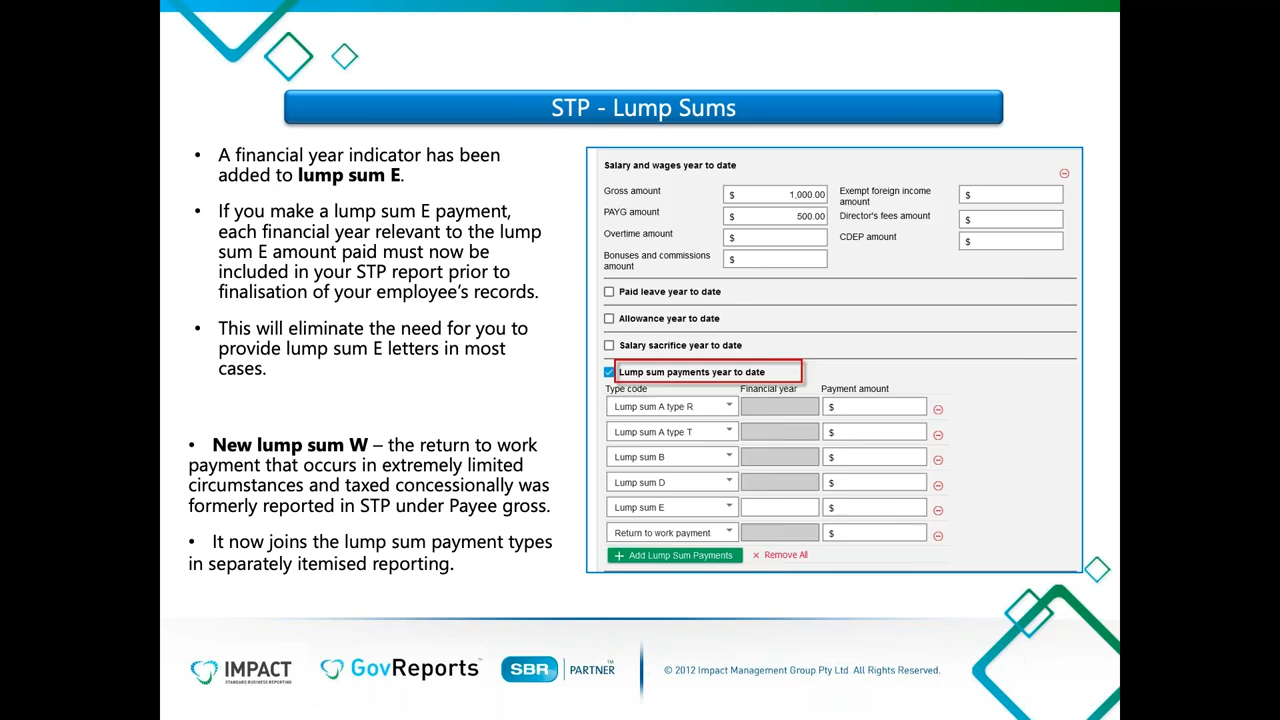 STP - Lump Sums
• A financial year indicator has been
added to lump sum E.
• If you make a lump sum E payment,
each financial year relevant to the lump
sum E amount paid must now be
included in your STP report prior to
finalisation of your employee's records.
• This will eliminate the need for you to
provide lump sum E letters in most
cases.
• New lump sum W – the return to work
payment that occurs in extremely limited
circumstances and taxed concessionally was
formerly reported in STP under Payee gross.
• It now joins the lump sum payment types
in separately itemised reporting.
Salary and wages year to date
Gross amount $ 1,000.00 Exempt foreign income
amount $
PAYG amount $ 500.00 Director's fees amount $
Overtime amount $ CDEP amount $
Bonuses and commissions
amount $
Paid leave year to date
Allowance year to date
Salary sacrifice year to date
Lump sum payments year to date
Type code Financial year Payment amount
Lump sum A type R $
Lump sum A type T $
Lump sum B $
Lump sum D $
Lump sum E $
Return to work payment $
+ Add Lump Sum Payments × Remove All
IMPACT
STANDARD BUSINESS REPORTING
GovReports™
SBR PARTNER™
© 2012 Impact Management Group Pty Ltd All Rights Reserved.